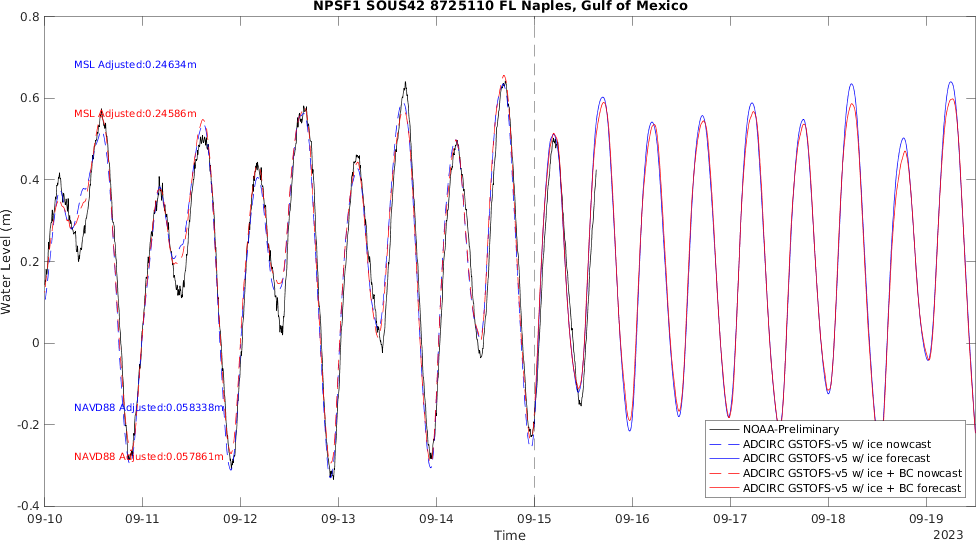 NPSF1 SOUS42 8725110 FL Naples, Gulf of Mexico
0.8
0.6
0.4
0.2
0
-0.2
-0.4
Water Level (m)
MSL Adjusted:0.24634m
MSL Adjusted:0.24586m
NAVD88 Adjusted:0.058338m
NAVD88 Adjusted:0.057861m
NOAA-Preliminary
ADCIRC GSTOFS-v5 w/ ice nowcast
ADCIRC GSTOFS-v5 w/ ice forecast
ADCIRC GSTOFS-v5 w/ ice + BC nowcast
ADCIRC GSTOFS-v5 w/ ice + BC forecast
09-10 09-11 09-12 09-13 09-14 09-15 09-16 09-17 09-18 09-19
Time
2023